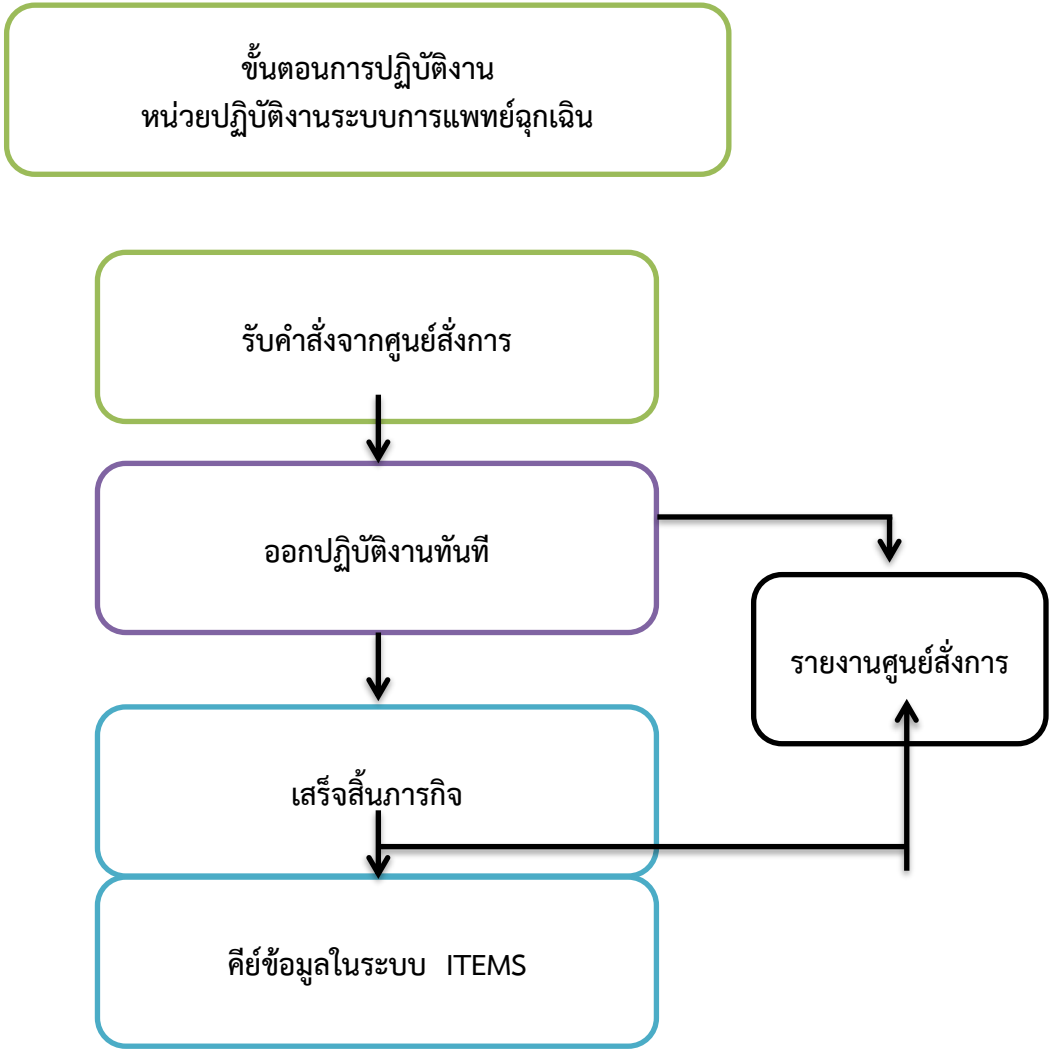 ขั้นตอนการปฏิบัติงาน
หน่วยปฏิบัติงานระบบการแพทย์ฉุกเฉิน
รับคำสั่งจากศูนย์สั่งการ
ออกปฏิบัติงานทันที
รายงานศูนย์สั่งการ
เสร็จสิ้นภารกิจ
คีย์ข้อมูลในระบบ ITEMS